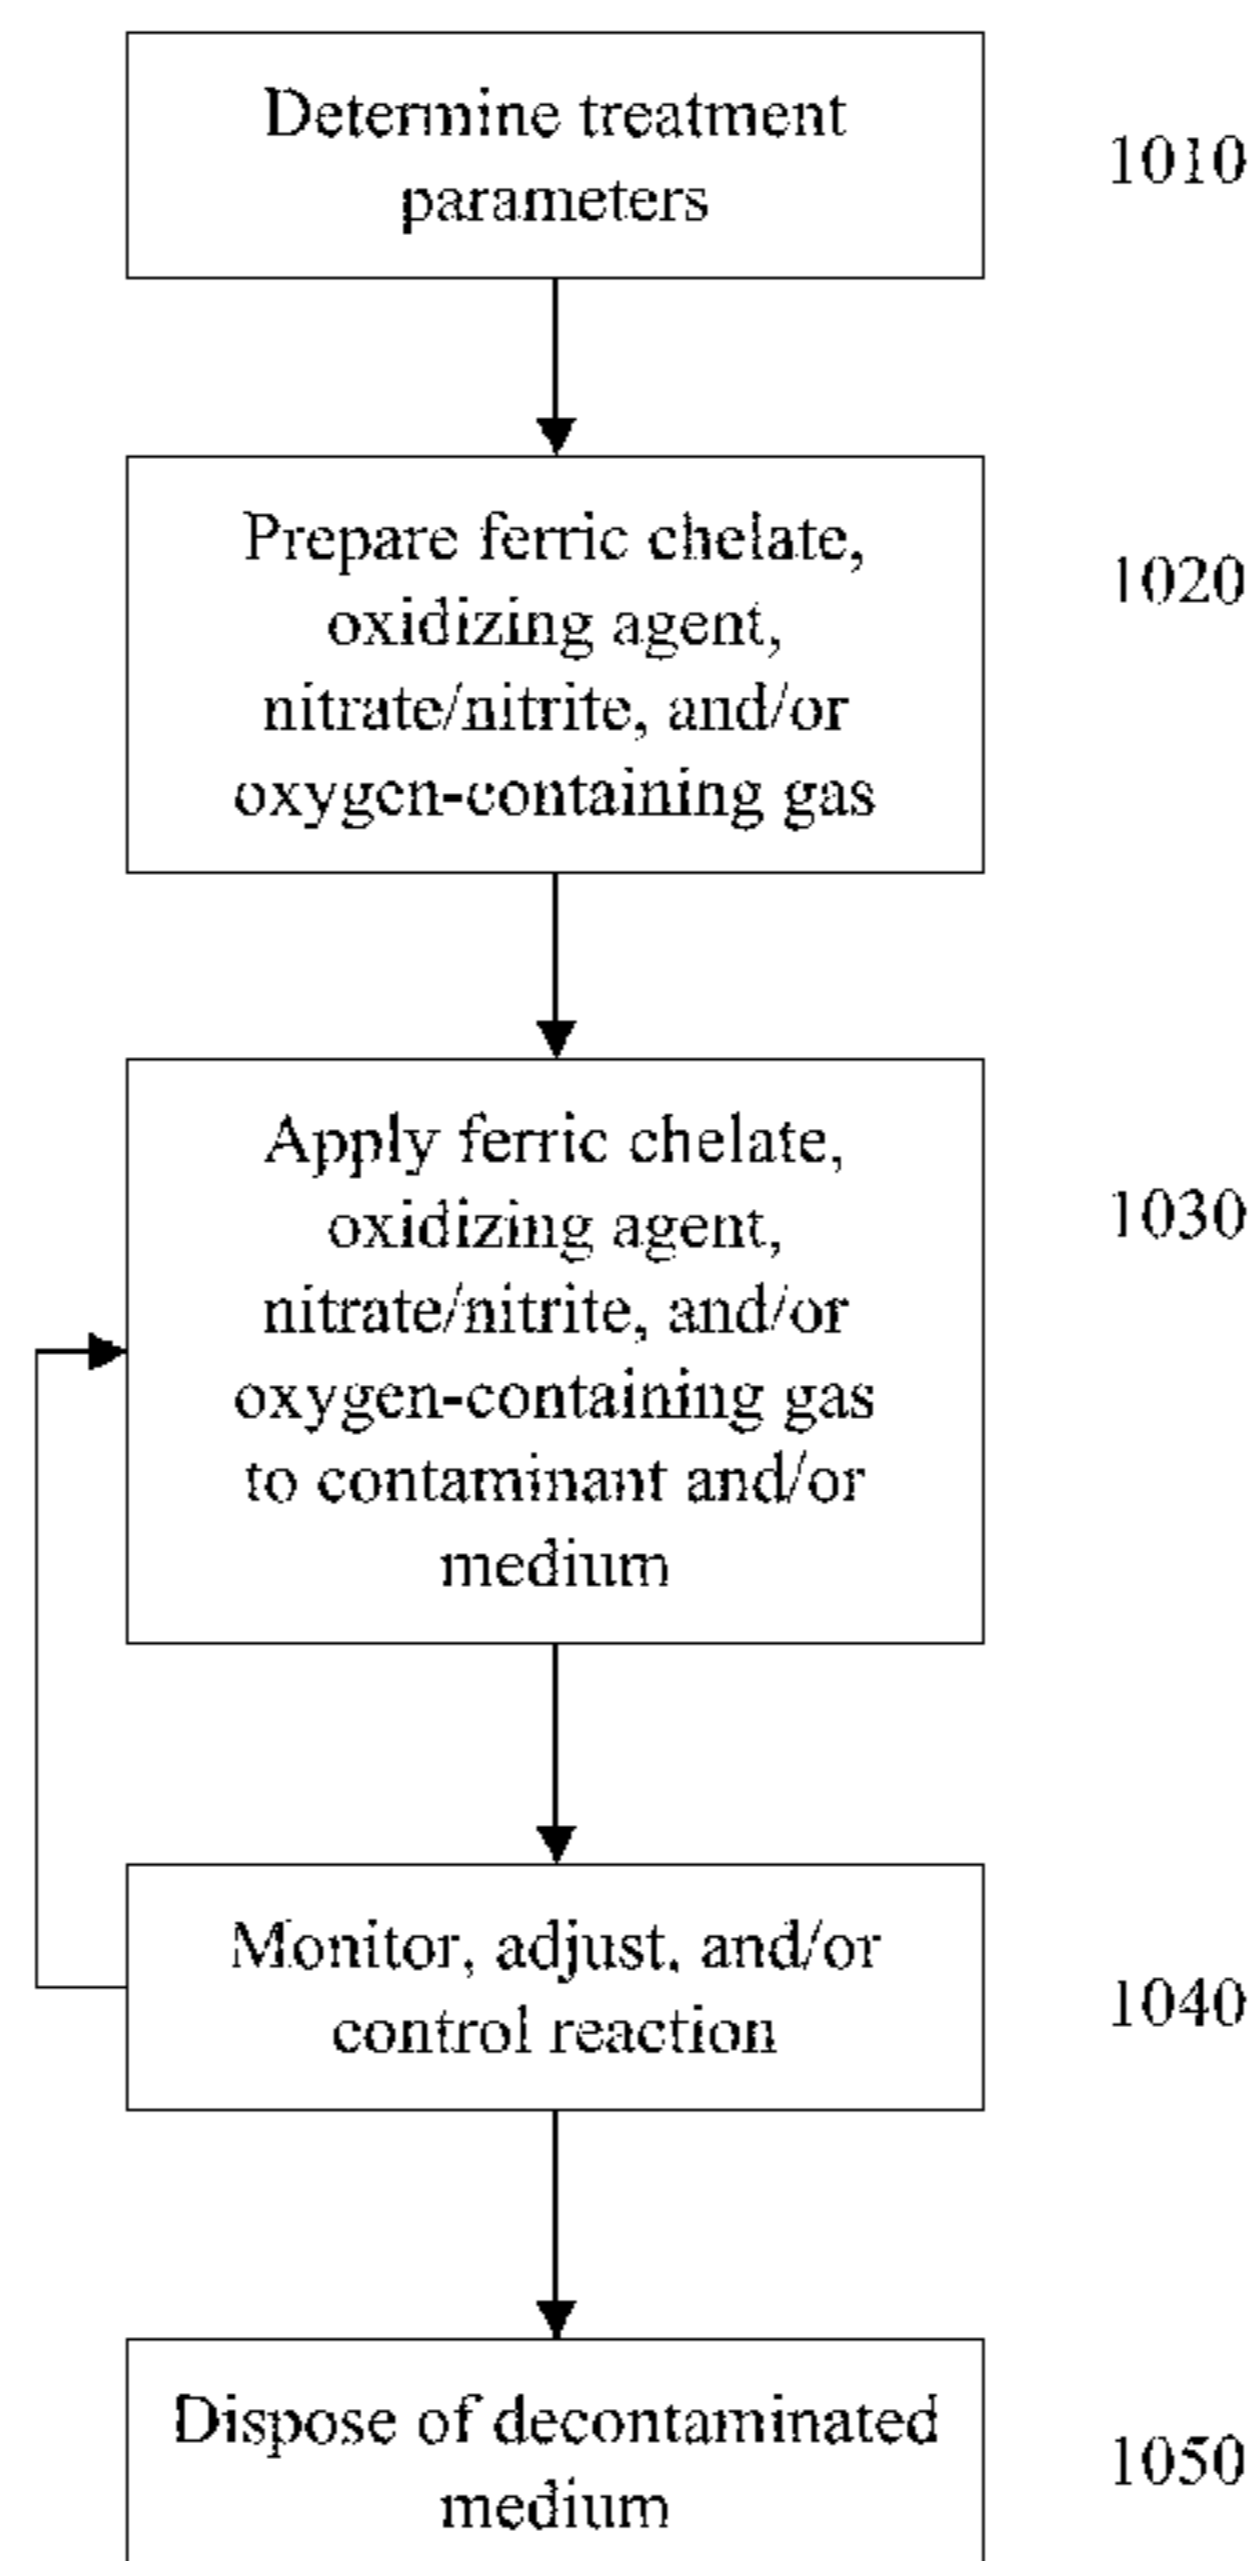 Determine treatment
parameters
1010
Prepare ferric chelate,
oxidizing agent,
nitrate/nitrite, and/or
oxygen-containing gas
1020
Apply ferric chelate,
oxidizing agent,
nitrate/nitrite, and/or
oxygen-containing gas
to contaminant and/or
medium
1030
Monitor, adjust, and/or
control reaction
1040
Dispose of decontaminated
medium
1050